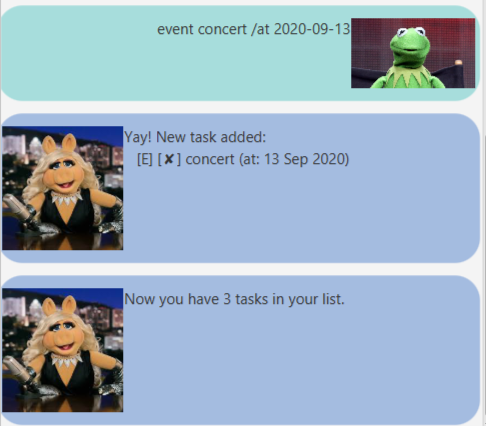 event concert /at 2020-09-13
Yay! New task added:
[E] [✘] concert (at: 13 Sep 2020)
Now you have 3 tasks in your list.